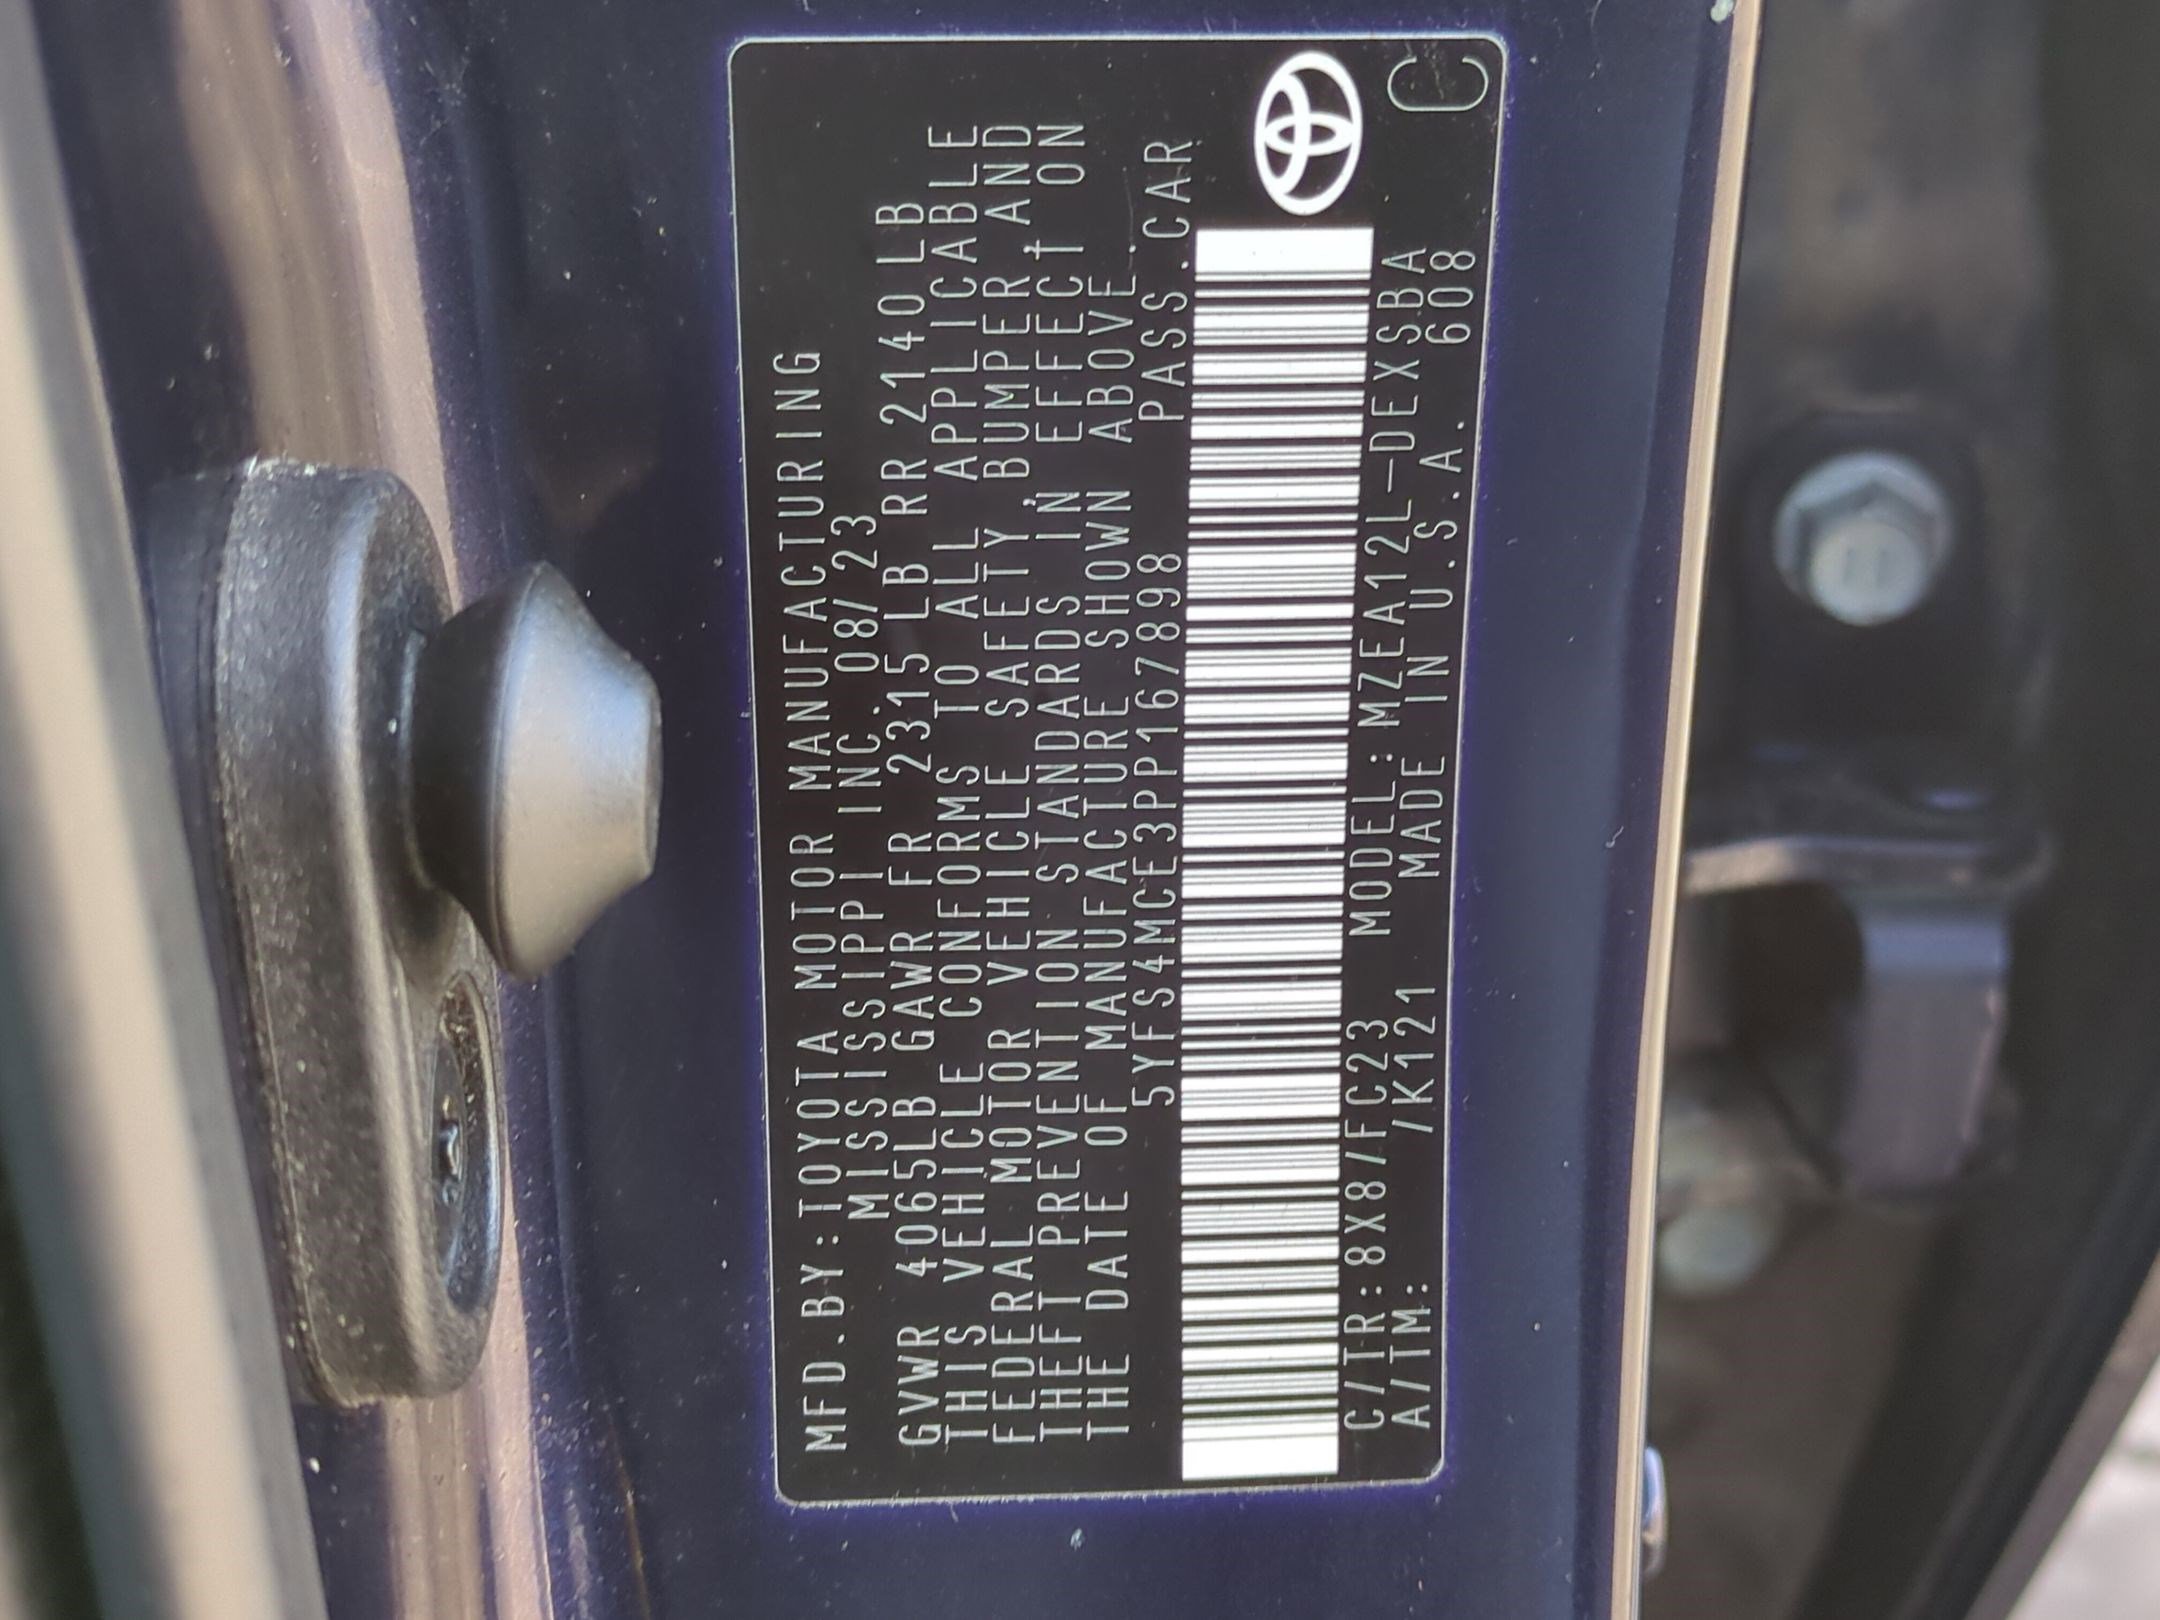 MFD.BY:TOYOTA MOTOR MANUFACTURING
MISSISSIPPI INC. 08/23
GVWR 4065LB GAWR FR 2315LB RR 2140LB
THIS VEHICLE CONFORMS TO ALL APPLICABLE
FEDERAL MOTOR VEHICLE SAFETY,BUMPER,AND
THEFT PREVENTION STANDARDS IN EFFECT ON
THE DATE OF MANUFACTURE SHOWN ABOVE.
5YFS4MCE3PP167898 PASS.CAR
C/TR:8X8/FC23 MODEL:MZEA12L-DEXSBA
A/TM: /K121 MADE IN U.S.A. 608
C